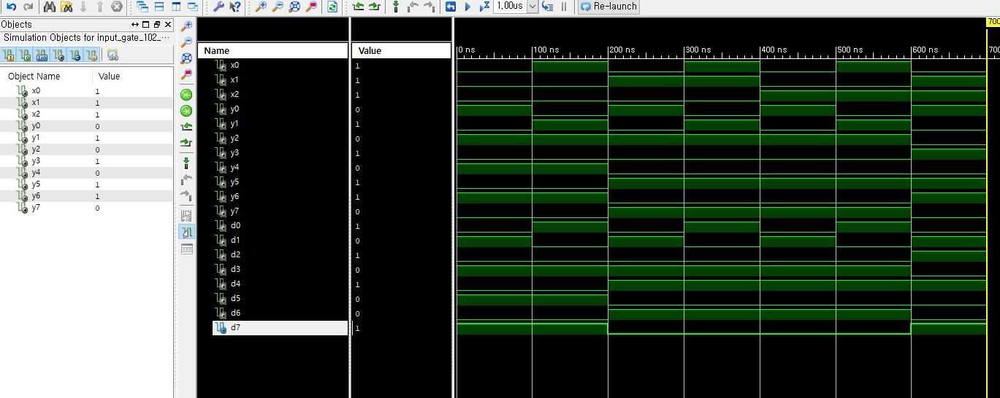 1.00us Re-launch
Objects
Simulation Objects for input_gate_102_...
Object Name Value
x0 1
x1 1
x2 1
y0 0
y1 1
y2 0
y3 1
y4 0
y5 1
y6 1
y7 0
Name Value
0 ns 100 ns 200 ns 300 ns 400 ns 500 ns 600 ns 700
700
x0 1
x1 1
x2 1
y0 0
y1 1
y2 0
y3 1
y4 0
y5 1
y6 1
y7 0
d0 1
d1 0
d2 1
d3 0
d4 1
d5 0
d6 0
d7 1